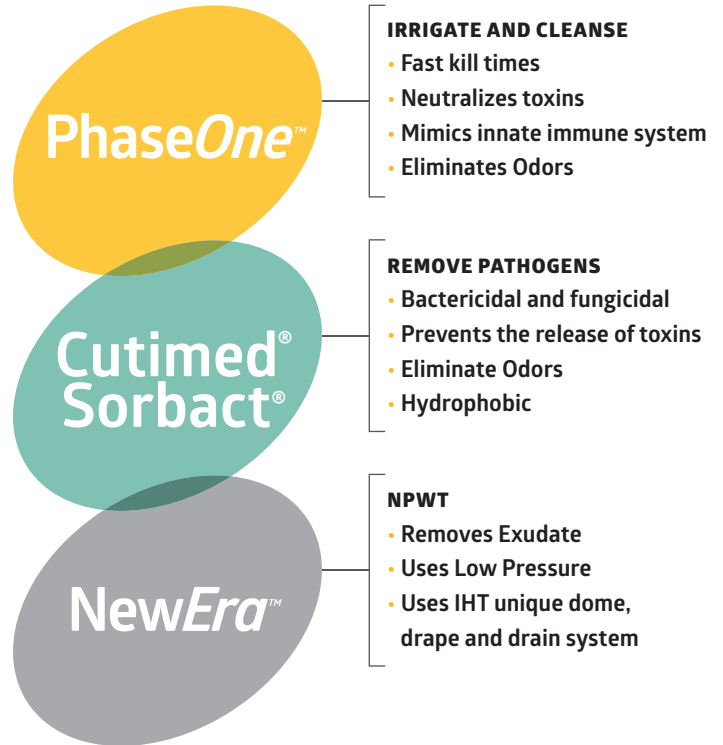 PhaseOne™
IRRIGATE AND CLEANSE
• Fast kill times
• Neutralizes toxins
• Mimics innate immune system
• Eliminates Odors
Cutimed®
Sorbact®
REMOVE PATHOGENS
• Bactericidal and fungicidal
• Prevents the release of toxins
• Eliminate Odors
• Hydrophobic
NewEra™
NPWT
• Removes Exudate
• Uses Low Pressure
• Uses IHT unique dome,
drape and drain system